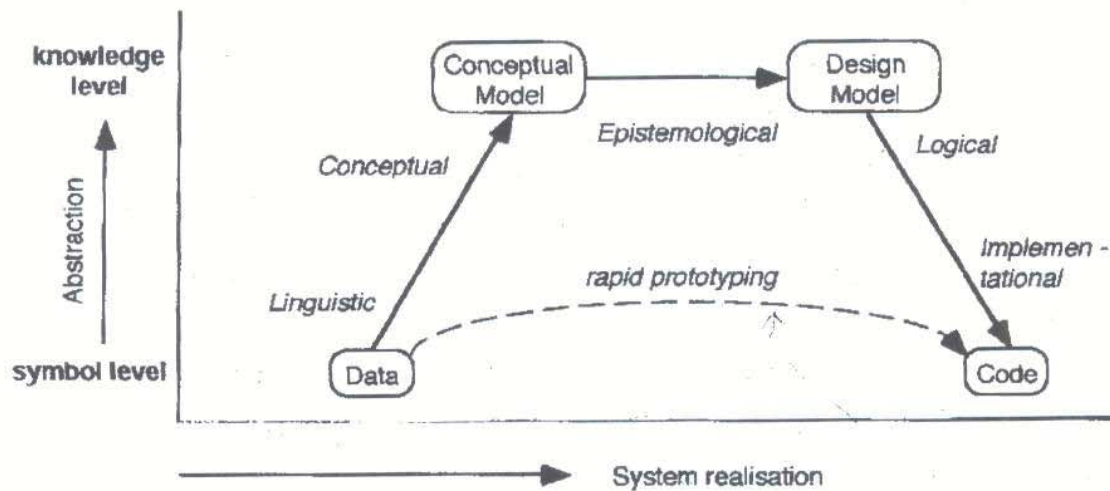 knowledge
level
Conceptual
Model
Design
Model
Epistemological
Logical
Conceptual
Abstraction
Implemen -
tational
rapid prototyping
Linguistic
symbol level
Data
Code
System realisation